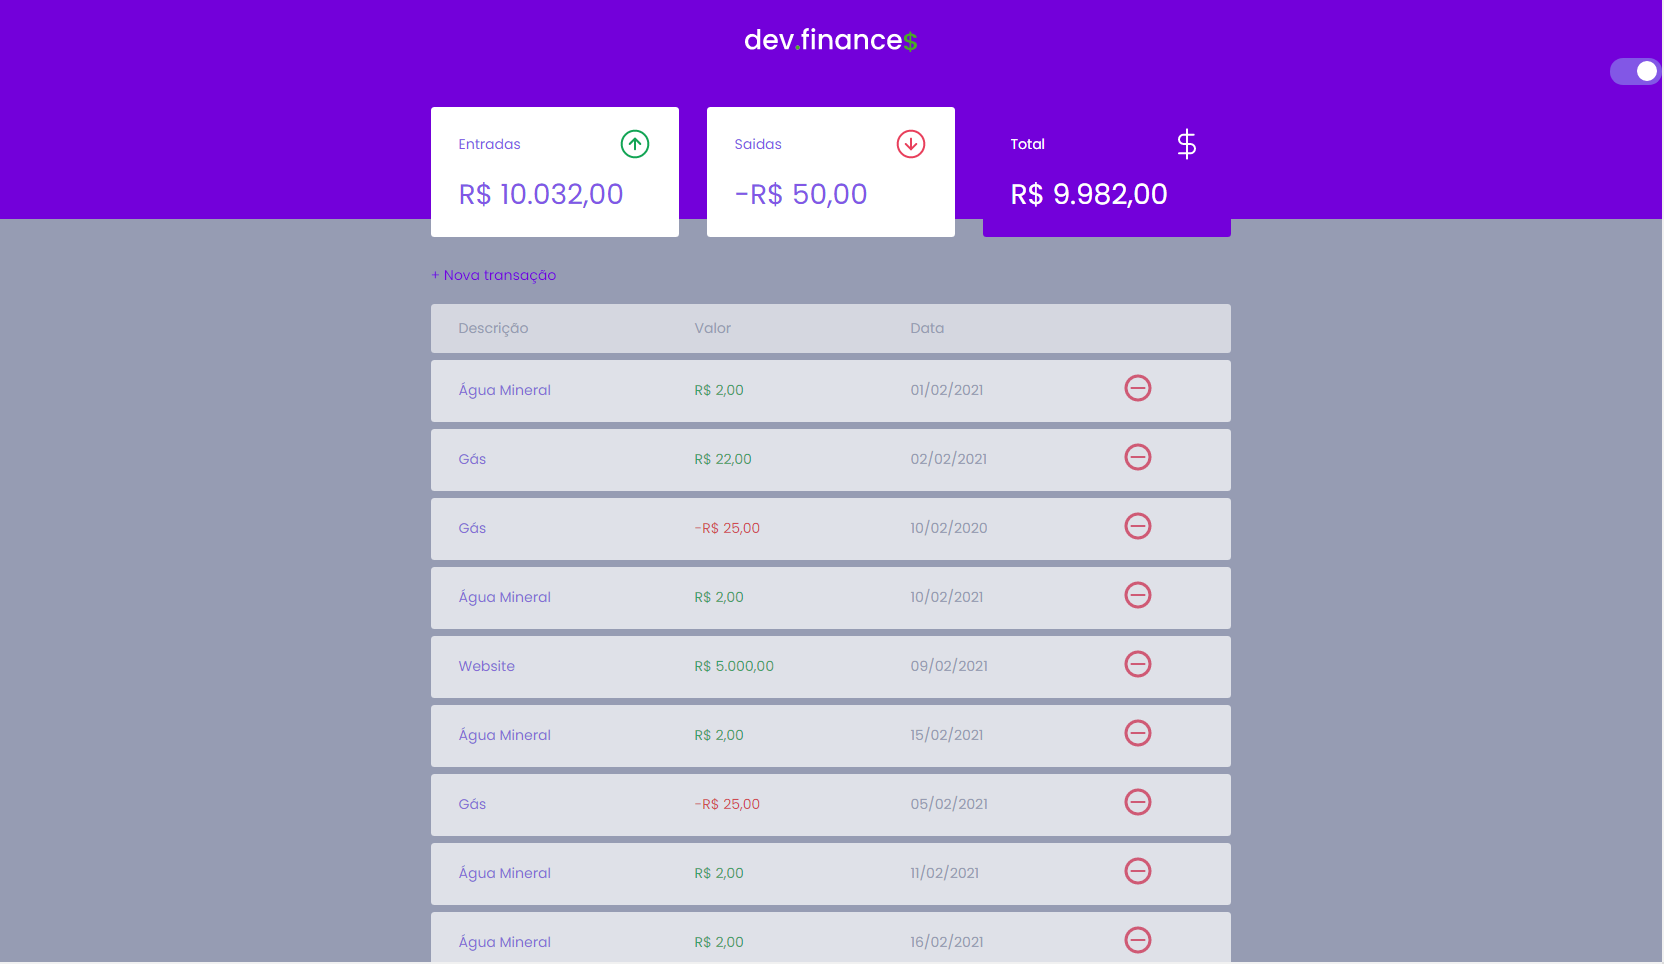 dev.finance$
Entradas
R$ 10.032,00
Saidas
-R$ 50,00
Total
$
R$ 9.982,00
+ Nova transação
Descrição Valor Data
Água Mineral R$ 2,00 01/02/2021
Gás R$ 22,00 02/02/2021
Gás -R$ 25,00 10/02/2020
Água Mineral R$ 2,00 10/02/2021
Website R$ 5.000,00 09/02/2021
Água Mineral R$ 2,00 15/02/2021
Gás -R$ 25,00 05/02/2021
Água Mineral R$ 2,00 11/02/2021
Água Mineral R$ 2,00 16/02/2021